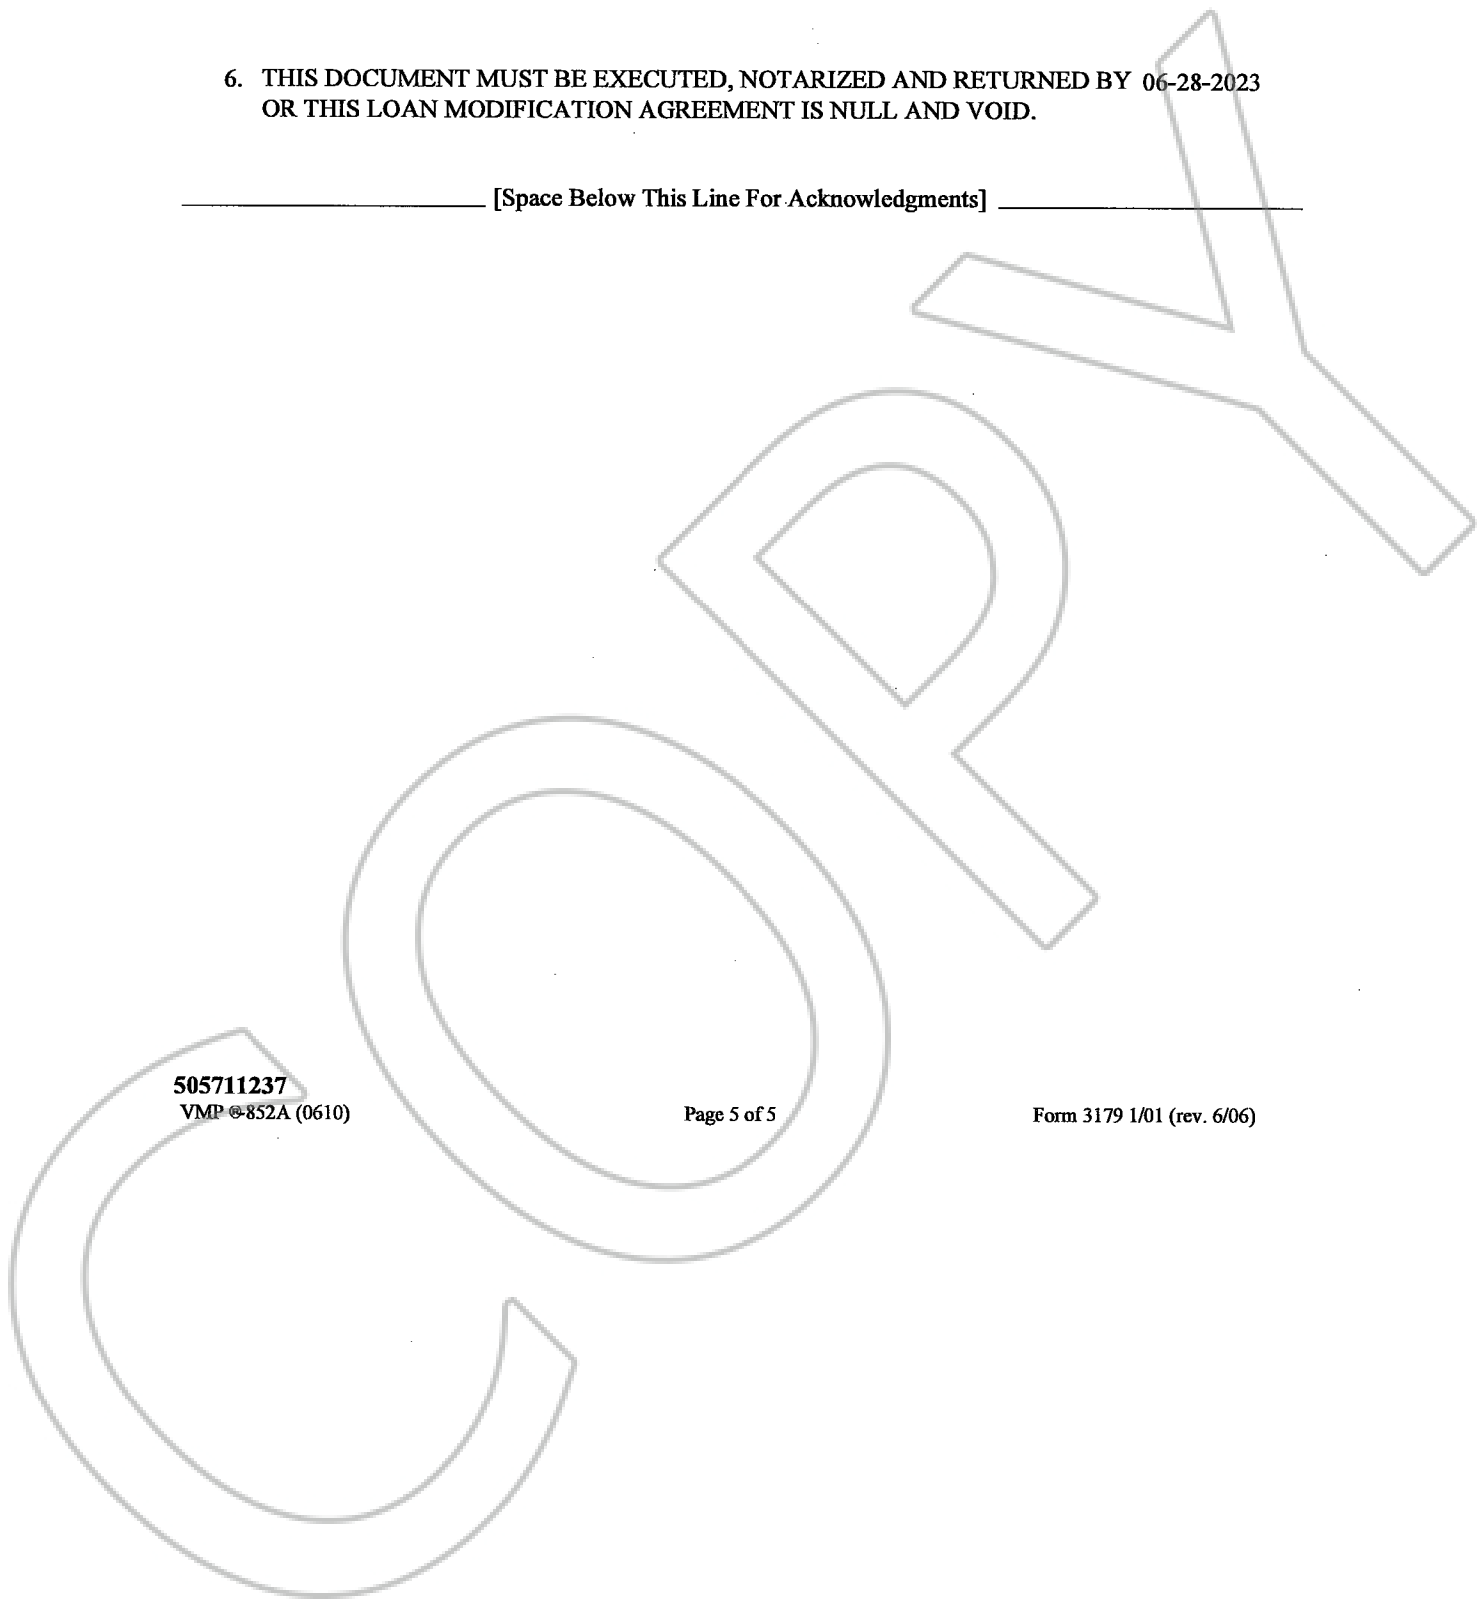 6. THIS DOCUMENT MUST BE EXECUTED, NOTARIZED AND RETURNED BY 06-28-2023
OR THIS LOAN MODIFICATION AGREEMENT IS NULL AND VOID.
[Space Below This Line For Acknowledgments]
COPY
505711237
VMP ®-852A (0610) Page 5 of 5 Form 3179 1/01 (rev. 6/06)